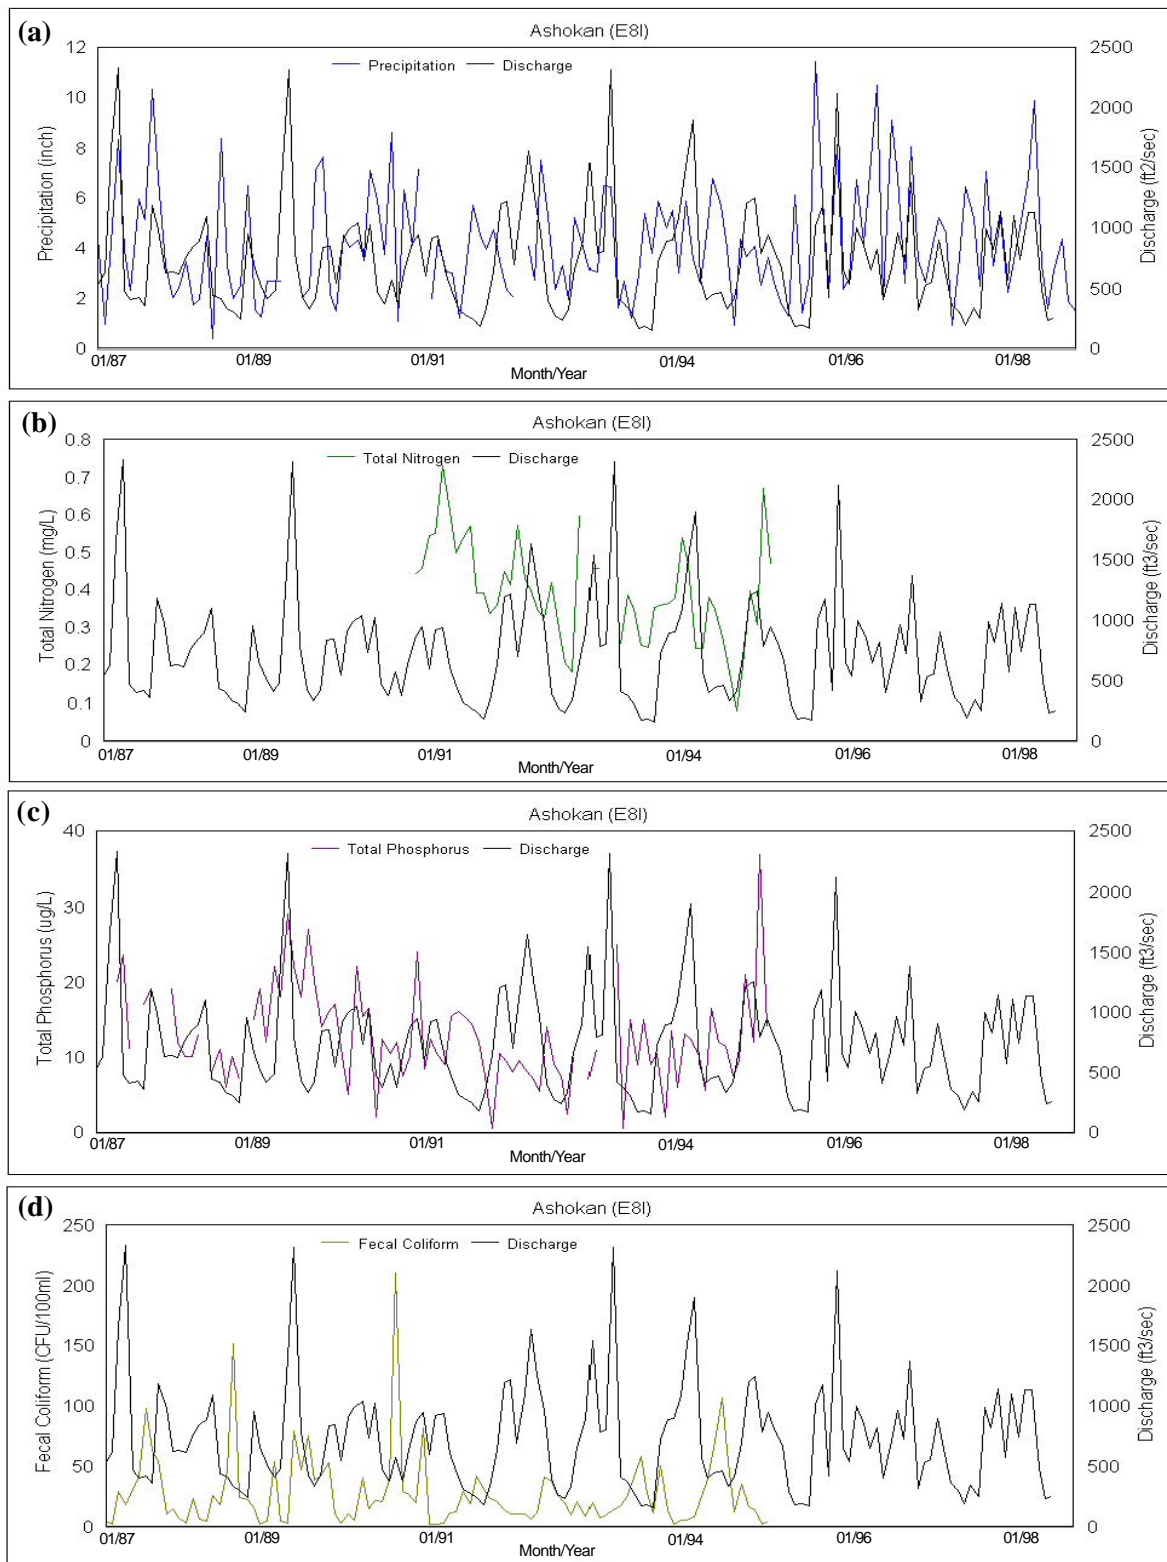 (a)
Ashokan (E8I)
Precipitation Discharge
12 10 8 6 4 2 0
Precipitation (inch)
2500 2000 1500 1000 500 0
Discharge (ft2/sec)
01/87 01/89 01/91 01/94 01/96 01/98
Month/Year
(b)
Ashokan (E8I)
Total Nitrogen Discharge
0.8 0.7 0.6 0.5 0.4 0.3 0.2 0.1 0
Total Nitrogen (mg/L)
2500 2000 1500 1000 500 0
Discharge (ft3/sec)
01/87 01/89 01/91 01/94 01/96 01/98
Month/Year
(c)
Ashokan (E8I)
Total Phosphorus Discharge
40 30 20 10 0
Total Phosphorus (ug/L)
2500 2000 1500 1000 500 0
Discharge (ft3/sec)
01/87 01/89 01/91 01/94 01/96 01/98
Month/Year
(d)
Ashokan (E8I)
Fecal Coliform Discharge
250 200 150 100 50 0
Fecal Coliform (CFU/100ml)
2500 2000 1500 1000 500 0
Discharge (ft3/sec)
01/87 01/89 01/91 01/94 01/96 01/98
Month/Year